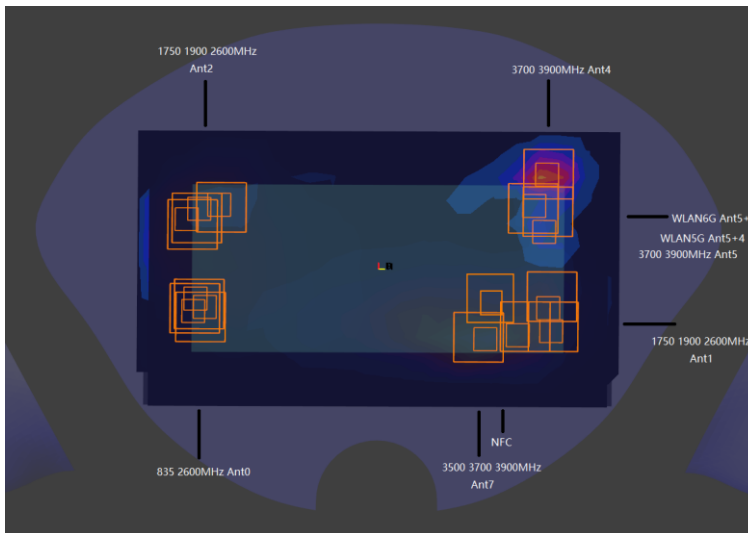 1750 1900 2600MHz
Ant2
3700 3900MHz Ant4
WLAN6G Ant5+
WLAN5G Ant5+4
3700 3900MHz Ant5
1750 1900 2600MHz
Ant1
NFC
835 2600MHz Ant0
3500 3700 3900MHz
Ant7